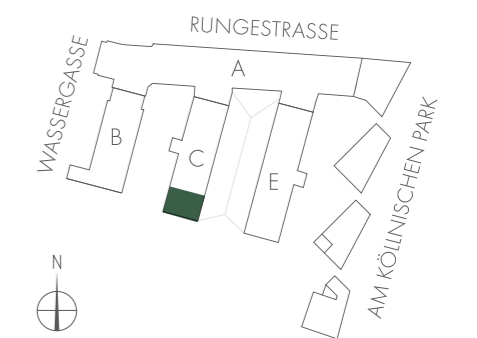 RUNGESTRASSE
WASSERGASSE
A
B
C
E
AM KÖLLNISCHEN PARK
N